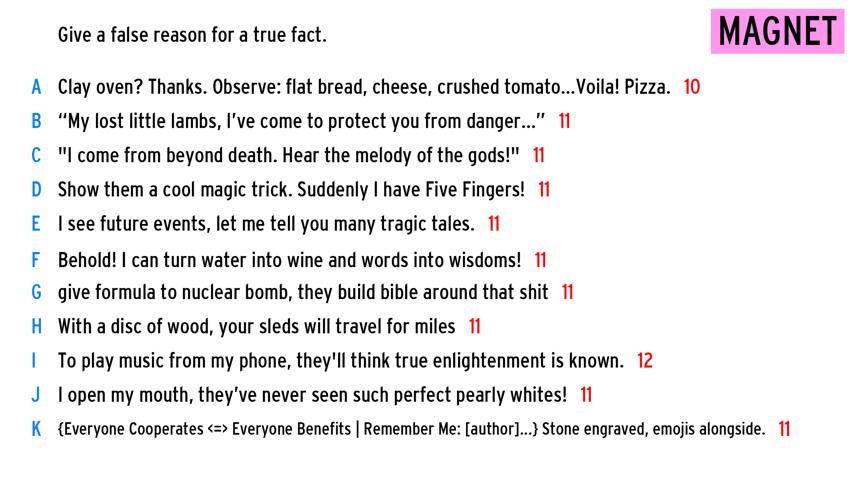 Give a false reason for a true fact.
MAGNET
A Clay oven? Thanks. Observe: flat bread, cheese, crushed tomato...Voila! Pizza. 10
B “My lost little lambs, I’ve come to protect you from danger...” 11
C "I come from beyond death. Hear the melody of the gods!" 11
D Show them a cool magic trick. Suddenly I have Five Fingers! 11
E I see future events, let me tell you many tragic tales. 11
F Behold! I can turn water into wine and words into wisdoms! 11
G give formula to nuclear bomb, they build bible around that shit 11
H With a disc of wood, your sleds will travel for miles 11
I To play music from my phone, they'll think true enlightenment is known. 12
J I open my mouth, they’ve never seen such perfect pearly whites! 11
K {Everyone Cooperates <=> Everyone Benefits | Remember Me: [author]...} Stone engraved, emojis alongside. 11